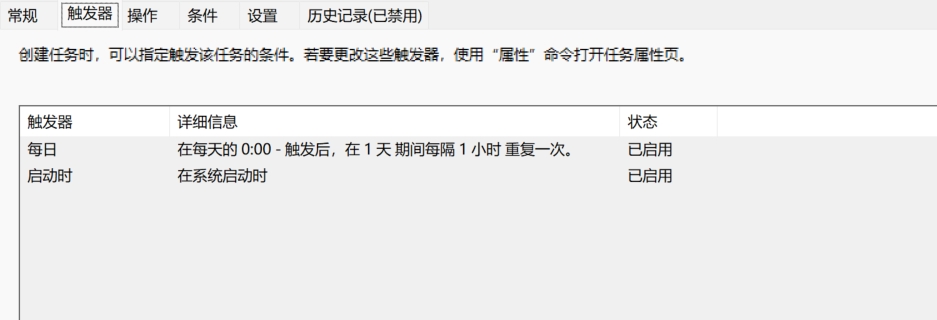 常规 触发器 操作 条件 设置 历史记录(已禁用)
创建任务时，可以指定触发该任务的条件。若要更改这些触发器，使用“属性”命令打开任务属性页。
触发器 详细信息 状态
每日 在每天的 0:00 - 触发后，在 1 天 期间每隔 1 小时 重复一次。 已启用
启动时 在系统启动时 已启用